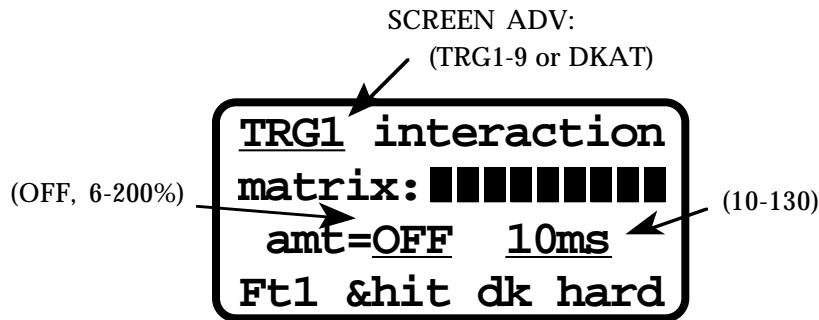 SCREEN ADV:
(TRG1-9 or DKAT)
TRG1 interaction
(OFF, 6-200%)
matrix:
(10-130)
amt=OFF 10ms
Ft1 &hit dk hard